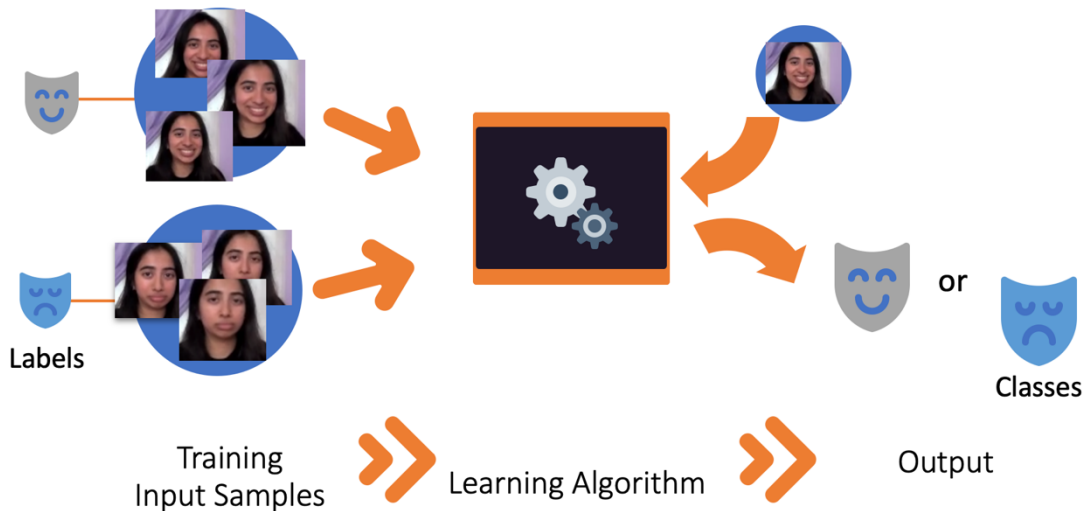 or
Labels
Classes
Training
Input Samples
Learning Algorithm
Output